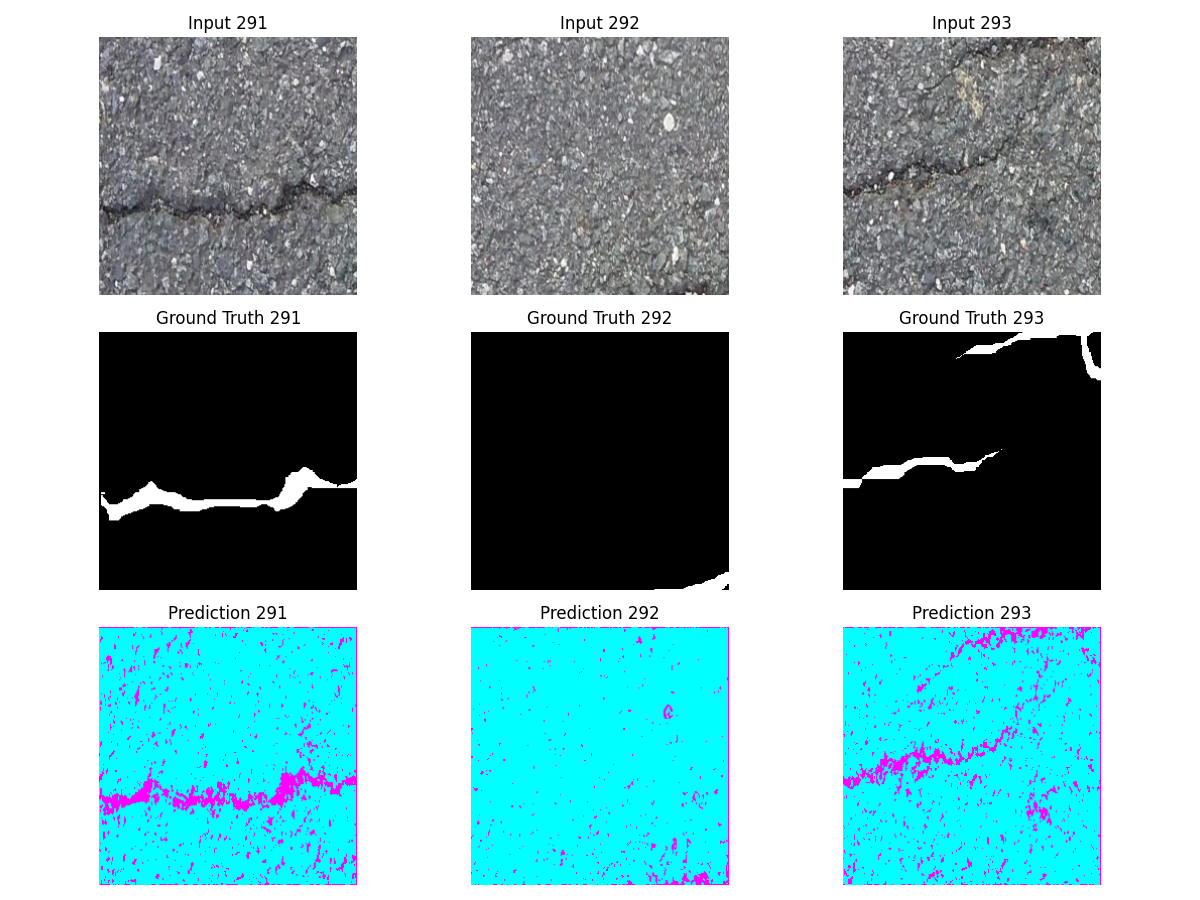 Input 291
Input 292
Input 293
Ground Truth 291
Ground Truth 292
Ground Truth 293
Prediction 291
Prediction 292
Prediction 293